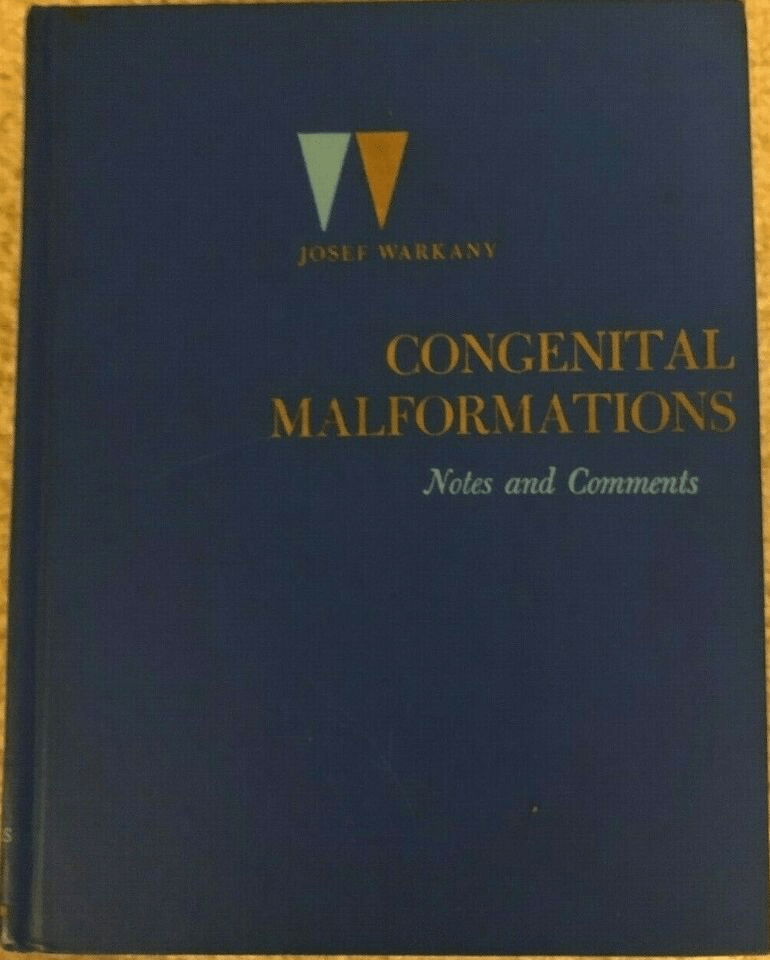 JOSEF WARKANY
CONGENITAL
MALFORMATIONS
Notes and Comments
S